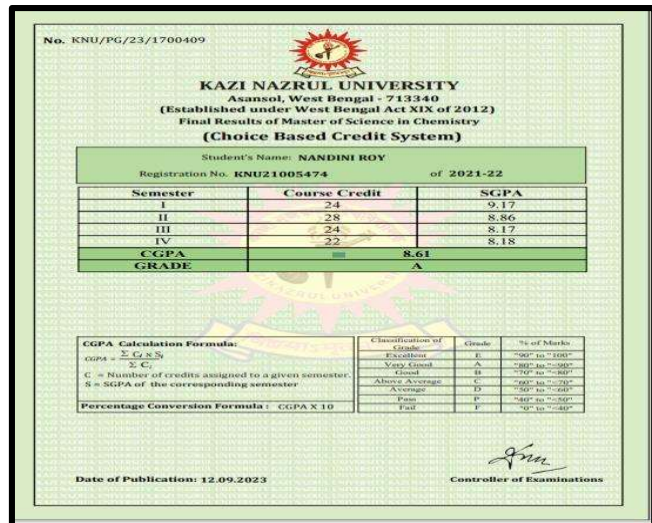 No. KNU/PG/23/1700409
KAZI NAZRUL UNIVERSITY
Asansol, West Bengal - 713340
(Established under West Bengal Act XIX of 2012)
Final Results of Master of Science in Chemistry
(Choice Based Credit System)
Student's Name: NANDINI ROY
Registration No. KNU21005474 of 2021-22
Semester Course Credit SGPA
I 24 9.17
II 28 8.86
III 24 8.17
IV 22 8.18
CGPA = 8.61
GRADE A
CGPA Calculation Formula:
CGPA = Σ Ci x Si
Σ Ci
C = Number of credits assigned to a given semester.
S = SGPA of the corresponding semester
Percentage Conversion Formula : CGPA X 10
Classification of Grade Grade % of Marks
Excellent E "90" to "100"
Very Good A "80" to "<90"
Good B "70" to "<80"
Above Average C "60" to "<70"
Average D "50" to "<60"
Pass P "40" to "<50"
Fail F "0" to "<40"
Date of Publication: 12.09.2023
Controller of Examinations